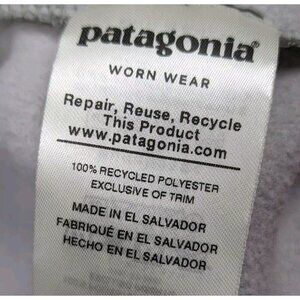 patagonia®
WORN WEAR
Repair, Reuse, Recycle
This Product
www.patagonia.com
100% RECYCLED POLYESTER
EXCLUSIVE OF TRIM
MADE IN EL SALVADOR
FABRIQUÉ EN EL SALVADOR
HECHO EN EL SALVADOR